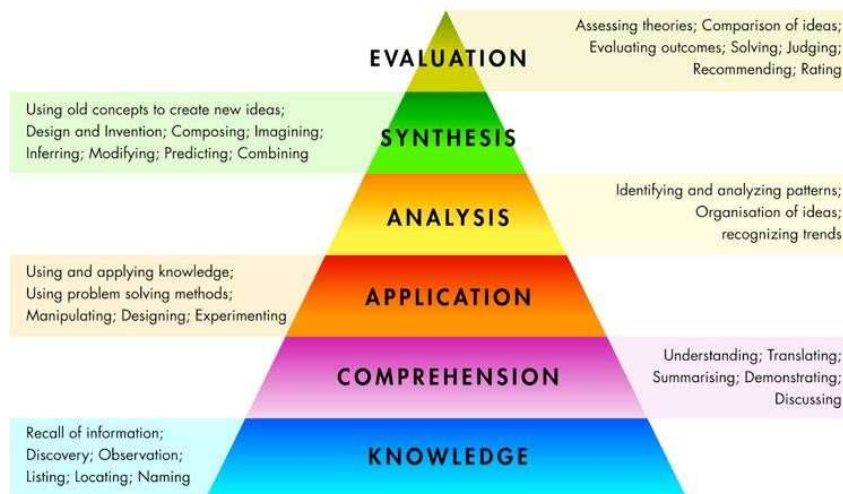 EVALUATION
Assessing theories; Comparison of ideas;
Evaluating outcomes; Solving; Judging;
Recommending; Rating
Using old concepts to create new ideas;
Design and Invention; Composing; Imagining;
Inferring; Modifying; Predicting; Combining
SYNTHESIS
ANALYSIS
Identifying and analyzing patterns;
Organisation of ideas;
recognizing trends
Using and applying knowledge;
Using problem solving methods;
Manipulating; Designing; Experimenting
APPLICATION
COMPREHENSION
Understanding; Translating;
Summarising; Demonstrating;
Discussing
Recall of information;
Discovery; Observation;
Listing; Locating; Naming
KNOWLEDGE